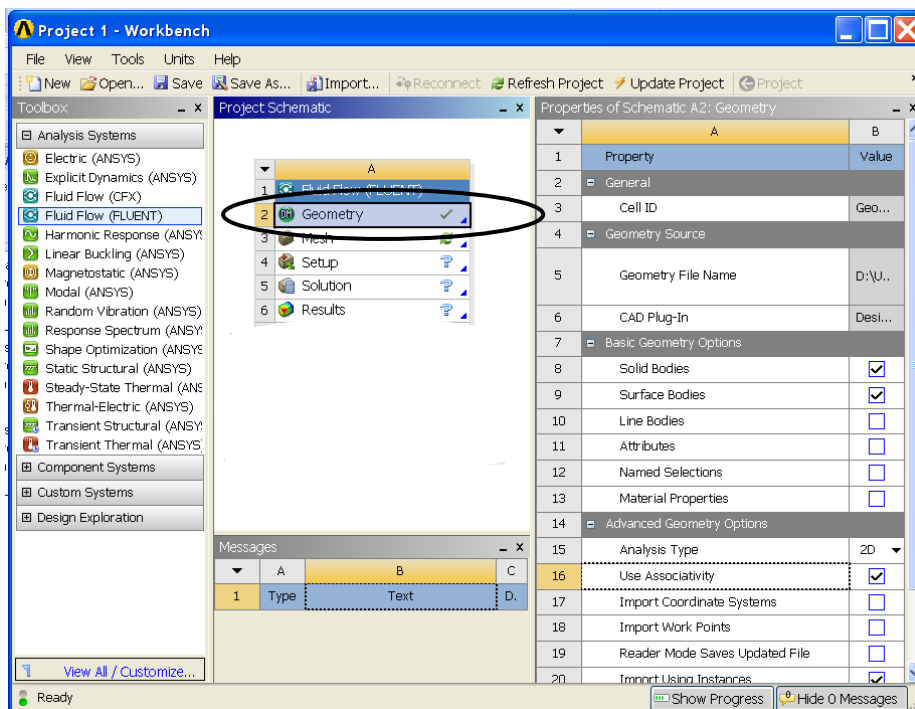 Project 1 - Workbench
File View Tools Units Help
New Open... Save Save As... Import... Reconnect Refresh Project Update Project Project
Toolbox
Analysis Systems
Electric (ANSYS)
Explicit Dynamics (ANSYS)
Fluid Flow (CFX)
Fluid Flow (FLUENT)
Harmonic Response (ANSYS
Linear Buckling (ANSYS)
Magnetostatic (ANSYS)
Modal (ANSYS)
Random Vibration (ANSYS)
Response Spectrum (ANSYS
Shape Optimization (ANSYS
Static Structural (ANSYS)
Steady-State Thermal (ANS
Thermal-Electric (ANSYS)
Transient Structural (ANSYS
Transient Thermal (ANSYS)
Component Systems
Custom Systems
Design Exploration
View All / Customize...
Project Schematic
A
1 Fluid Flow (FLUENT)
2 DM Geometry
3 Mesh
4 Setup
5 Solution
6 Results
Messages
A B C
1 Type Text D.
Properties of Schematic A2: Geometry
A B
1 Property Value
2 General
3 Cell ID Geo...
4 Geometry Source
5 Geometry File Name D:\U..
6 CAD Plug-In Desi...
7 Basic Geometry Options
8 Solid Bodies
9 Surface Bodies
10 Line Bodies
11 Attributes
12 Named Selections
13 Material Properties
14 Advanced Geometry Options
15 Analysis Type 2D
16 Use Associativity
17 Import Coordinate Systems
18 Import Work Points
19 Reader Mode Saves Updated File
20 Import Using Instances
Ready
Show Progress 0 Hide 0 Messages